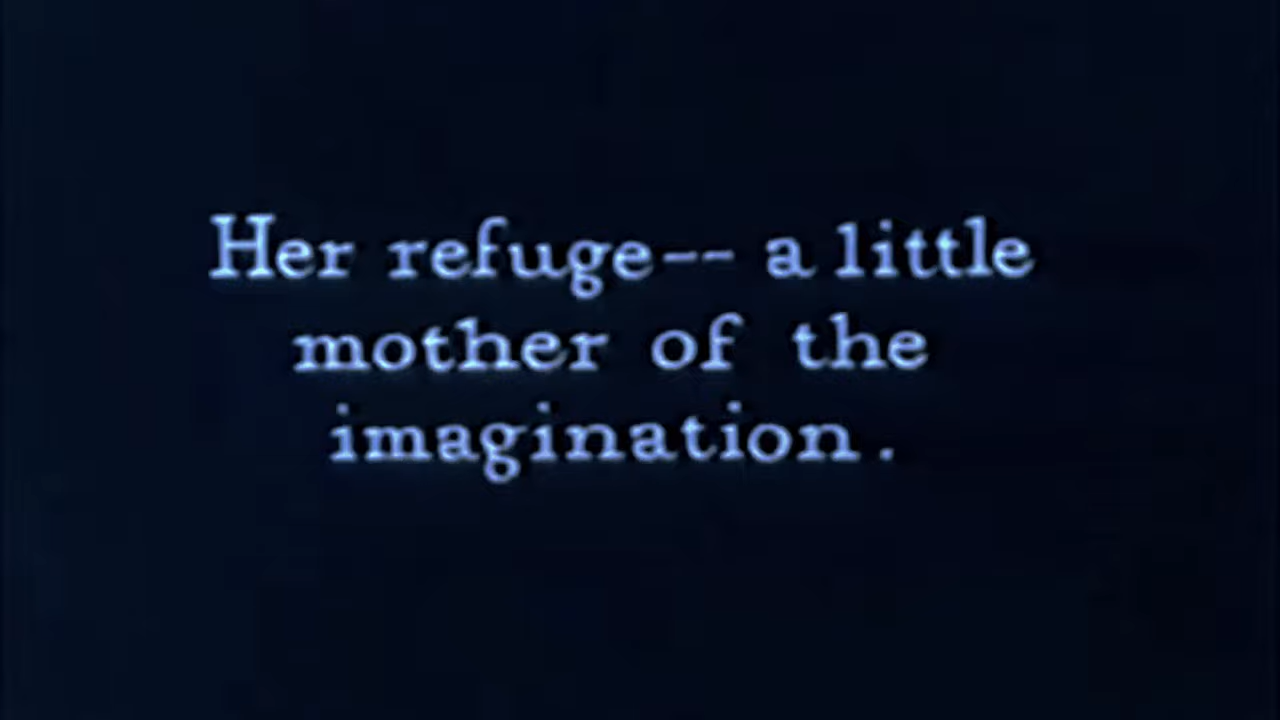 Her refuge-- a little
mother of the
imagination.